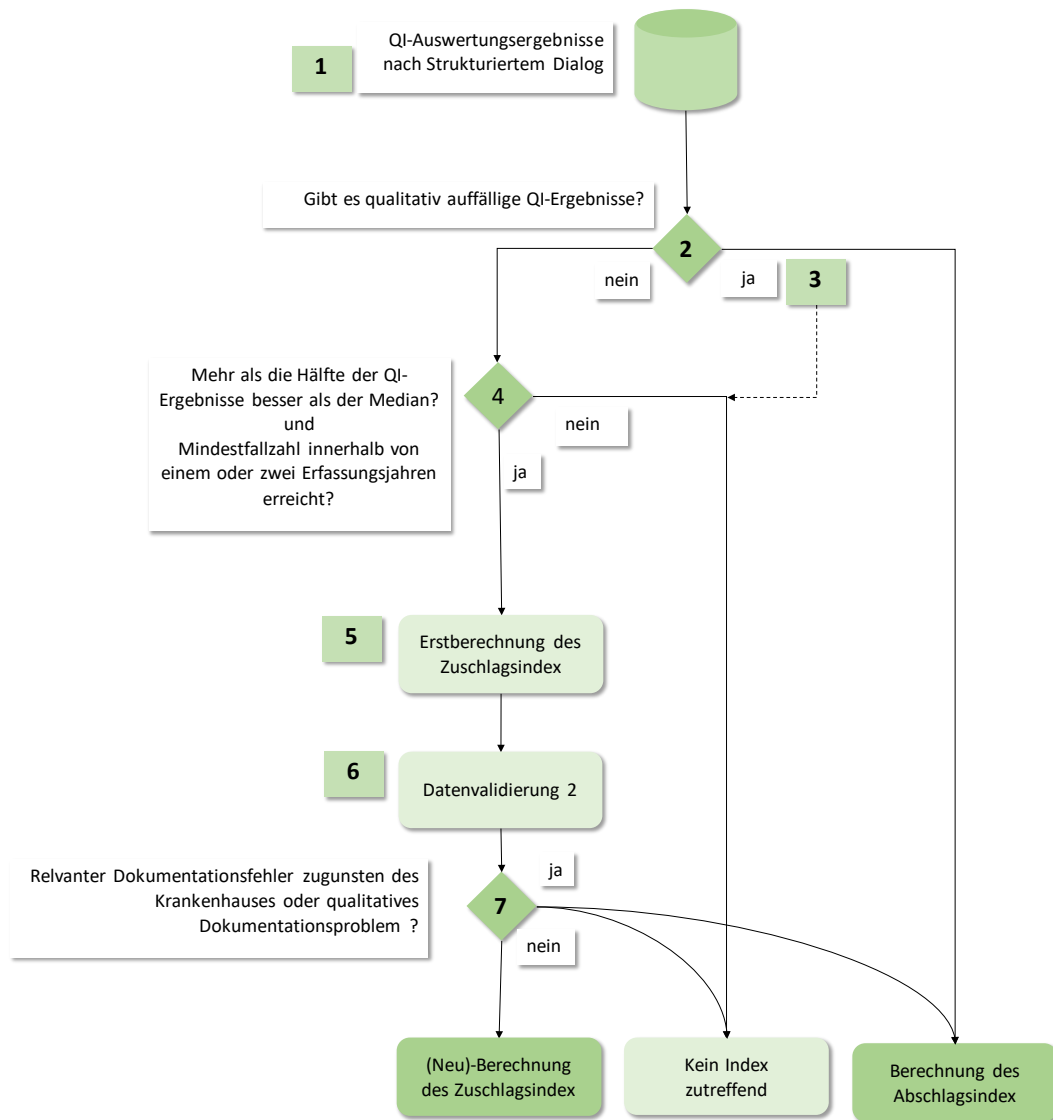 1
QI-Auswertungsergebnisse
nach Strukturiertem Dialog
Gibt es qualitativ auffällige QI-Ergebnisse?
2
nein
ja
3
Mehr als die Hälfte der QI-
Ergebnisse besser als der Median?
und
Mindestfallzahl innerhalb von
einem oder zwei Erfassungsjahren
erreicht?
4
nein
ja
5
Erstberechnung des
Zuschlagsindex
6
Datenvalidierung 2
Relvanter Dokumentationsfehler zugunsten des
Krankenhauses oder qualitatives
Dokumentationsproblem ?
ja
7
nein
(Neu)-Berechnung
des Zuschlagsindex
Kein Index
zutreffend
Berechnung des
Abschlagsindex